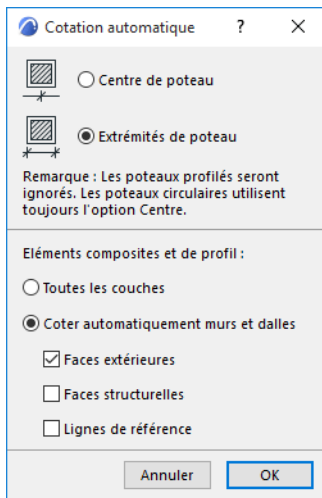 Cotation automatique
?
Centre de poteau
Extrémités de poteau
Remarque : Les poteaux profilés seront
ignorés. Les poteaux circulaires utilisent
toujours l'option Centre.
Eléments composites et de profil :
Toutes les couches
Coter automatiquement murs et dalles
Faces extérieures
Faces structurelles
Lignes de référence
Annuler OK